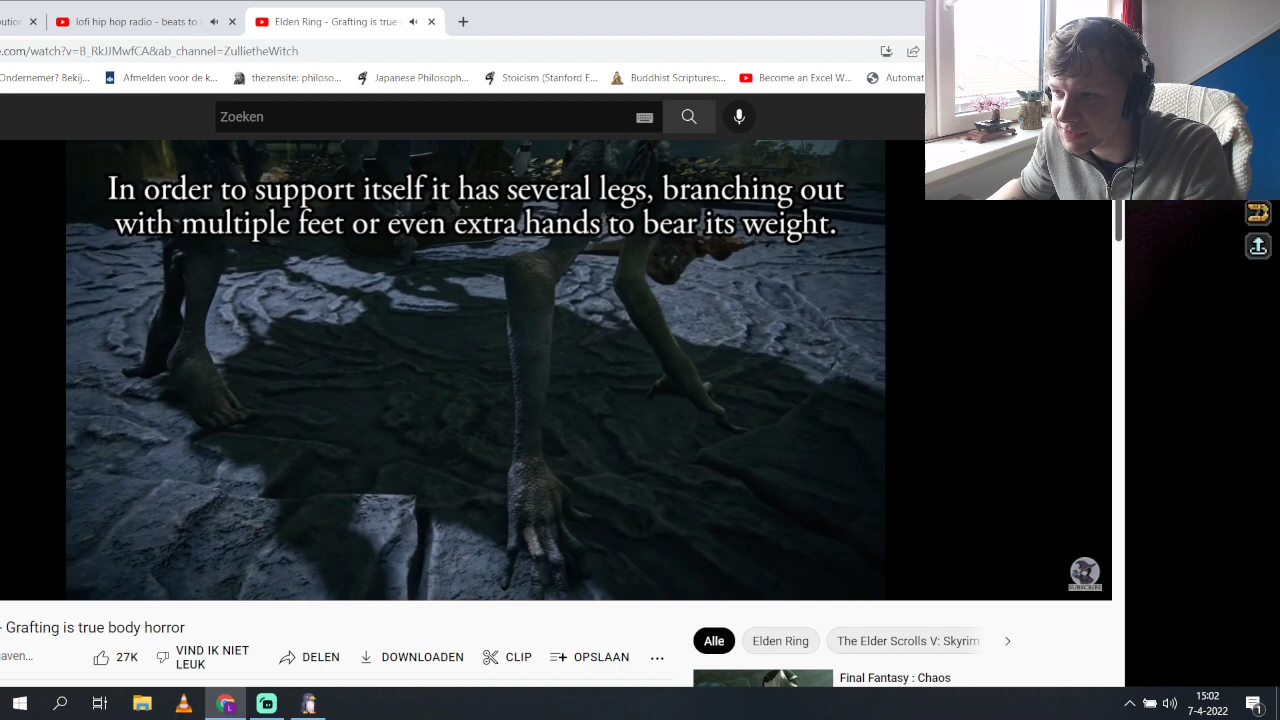 lofi hip hop radio - beats to
Elden Ring - Grafting is true
.com/watch?v=B_RkJJMwfCA&ab_channel=ZullietheWitch
Ondernemer? Bekij...
Afmelden voor de k...
thezensite: philoso...
Japanese Philosoph...
Stoicism (Stanford E...
Buddhist Scriptures:...
Become an Excel W...
Automat
Zoeken
In order to support itself it has several legs, branching out
with multiple feet or even extra hands to bear its weight.
SUBSCRIBE
- Grafting is true body horror
27K
VIND IK NIET
LEUK
DELEN
DOWNLOADEN
CLIP
OPSLAAN
Alle
Elden Ring
The Elder Scrolls V: Skyrim
Final Fantasy : Chaos
15:02
7-4-2022
1